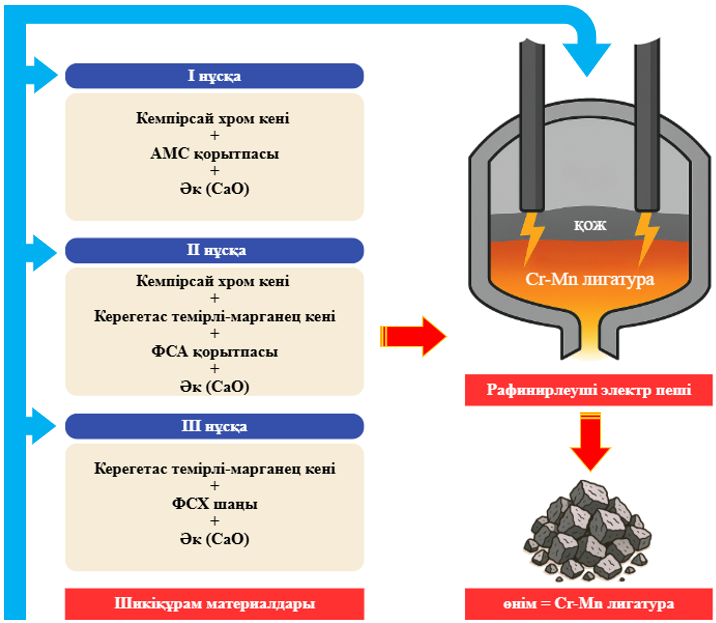 I нұсқа
Кемпірсай хром кені
+
АМС қорытпасы
+
Әк (CaO)
II нұсқа
Кемпірсай хром кені
+
Керегетас темірлі-марганец кені
+
ФСА қорытпасы
+
Әк (CaO)
III нұсқа
Керегетас темірлі-марганец кені
+
ФСХ шаңы
+
Әк (CaO)
Шикіқұрам материалдары
қож
Cr-Mn лигатура
Рафинирлеуші электр пеші
өнім = Cr-Mn лигатура